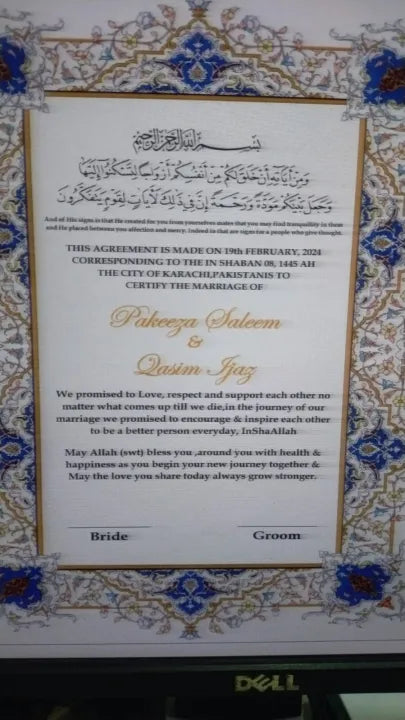 بسم الله الرحمن الرحيم
وَمِنْ آيَاتِهِ أَنْ خَلَقَ لَكُمْ مِنْ أَنْفُسِكُمْ أَزْوَاجًا لِتَسْكُنُوا إِلَيْهَا
وَجَعَلَ بَيْنَكُمْ مَوَدَّةً وَرَحْمَةً إِنَّ فِي ذَلِكَ لَآيَاتٍ لِقَوْمٍ يَتَفَكَّرُونَ
And of His signs is that He created for you from yourselves mates that you may find tranquility in them
and He placed between you affection and mercy. Indeed in that are signs for a people who give thought.
THIS AGREEMENT IS MADE ON 19th FEBRUARY, 2024
CORRESPONDING TO THE IN SHABAN 08, 1445 AH
THE CITY OF KARACHI,PAKISTANIS TO
CERTIFY THE MARRIAGE OF
Pakeeza Saleem
&
Qasim Ijaz
We promised to Love, respect and support each other no
matter what comes up till we die,in the journey of our
marriage we promised to encourage & inspire each other
to be a better person everyday, InShaAllah
May Allah (swt) bless you ,around you with health &
happiness as you begin your new journey together &
May the love you share today always grow stronger.
Bride
Groom
DELL